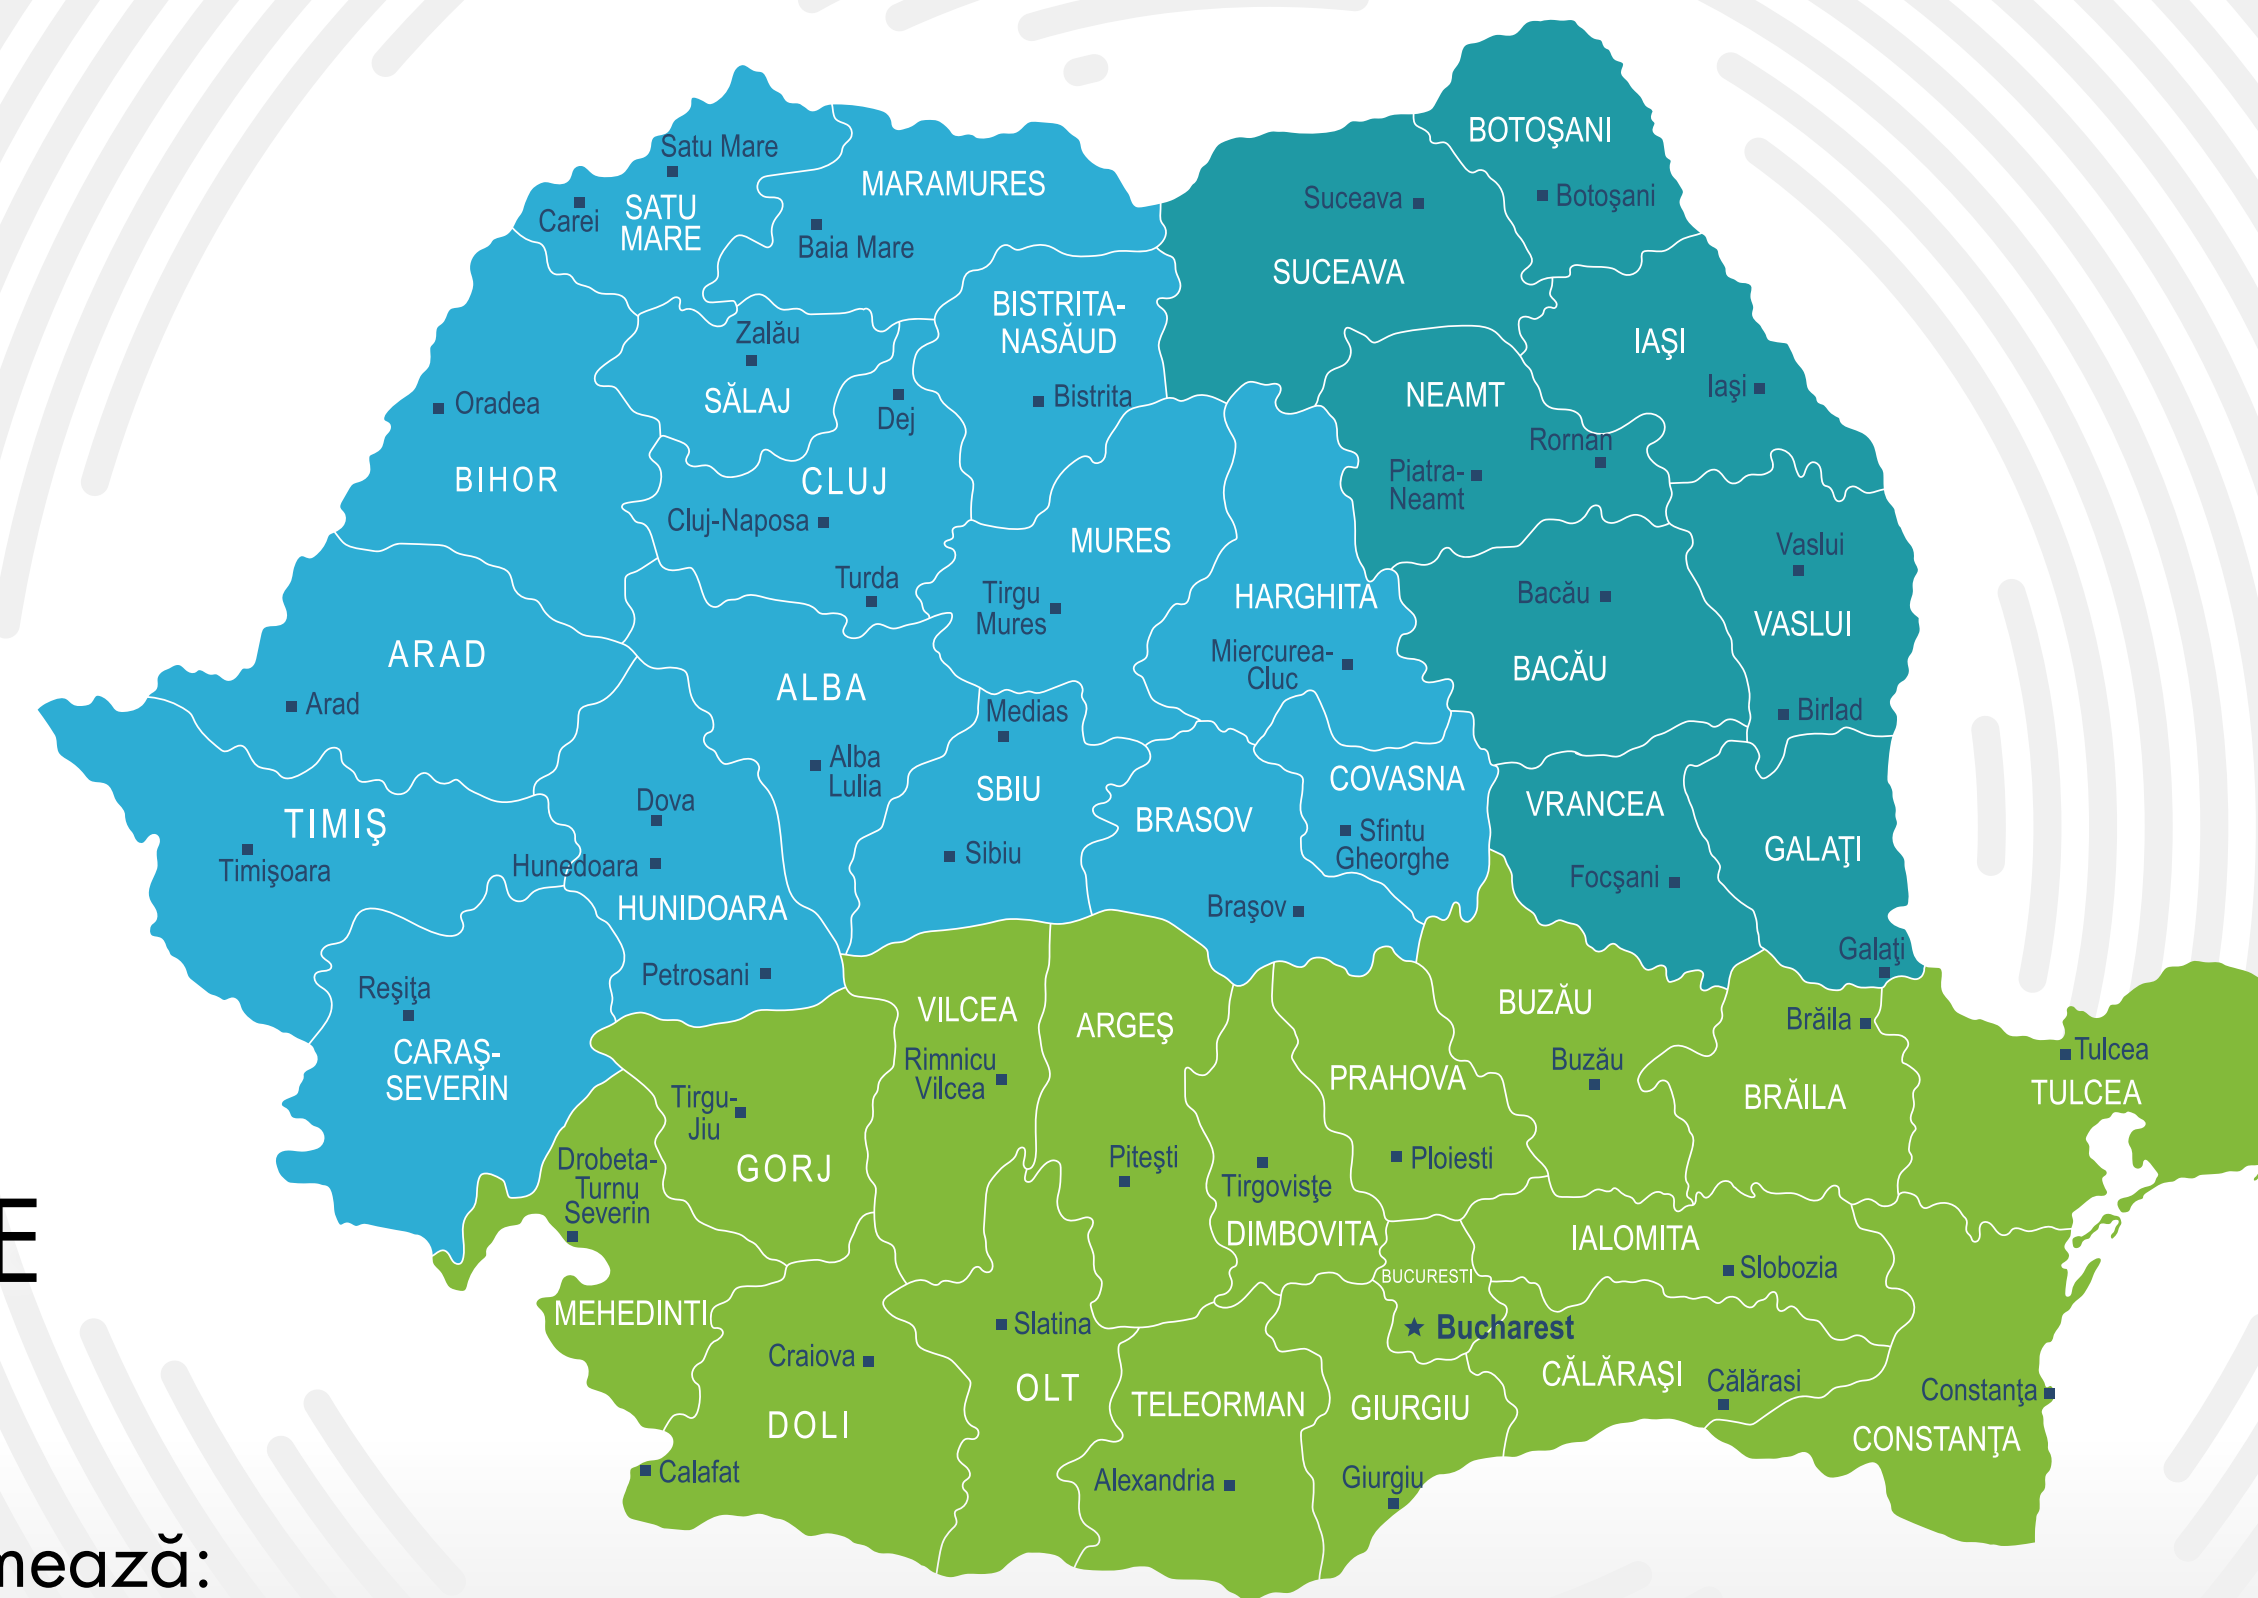 BOTOŞANI
Botoşani
Suceava
SUCEAVA
Satu Mare
SATU
MARE
Carei
MARAMURES
Baia Mare
BISTRITA-
NASĂUD
Bistrita
Zalău
SĂLAJ
Dej
IAŞI
Iaşi
NEAMT
Rornan
Piatra-
Neamt
Oradea
BIHOR
CLUJ
Cluj-Naposa
Turda
MURES
Tirgu
Mures
HARGHITA
Miercurea-
Cluc
Bacău
BACĂU
Vaslui
VASLUI
Birlad
ARAD
Arad
ALBA
Alba
Lulia
Medias
SBIU
Sibiu
BRASOV
Braşov
COVASNA
Sfintu
Gheorghe
VRANCEA
Focşani
GALAŢI
Galaţi
TIMIŞ
Timişoara
Dova
Hunedoara
HUNIDOARA
Petrosani
Reşiţa
CARAŞ-
SEVERIN
VILCEA
Rimnicu
Vilcea
ARGEŞ
Piteşti
BUZĂU
Buzău
PRAHOVA
Ploiesti
Brăila
BRĂILA
Tulcea
TULCEA
Tirgu-
Jiu
GORJ
Drobeta-
Turnu
Severin
MEHEDINTI
Tirgovişte
DIMBOVITA
IALOMITA
Slobozia
BUCURESTI
Bucharest
Slatina
OLT
Craiova
DOLI
Calafat
TELEORMAN
Alexandria
GIURGIU
Giurgiu
CĂLĂRAŞI
Călărasi
Constanţa
CONSTANŢA
E
mează: